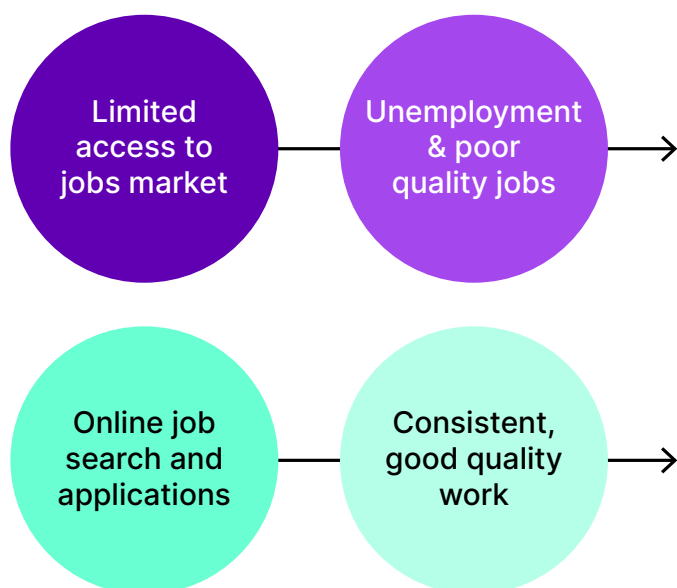 Limited
access to
jobs market
Unemployment
& poor
quality jobs
Online job
search and
applications
Consistent,
good quality
work